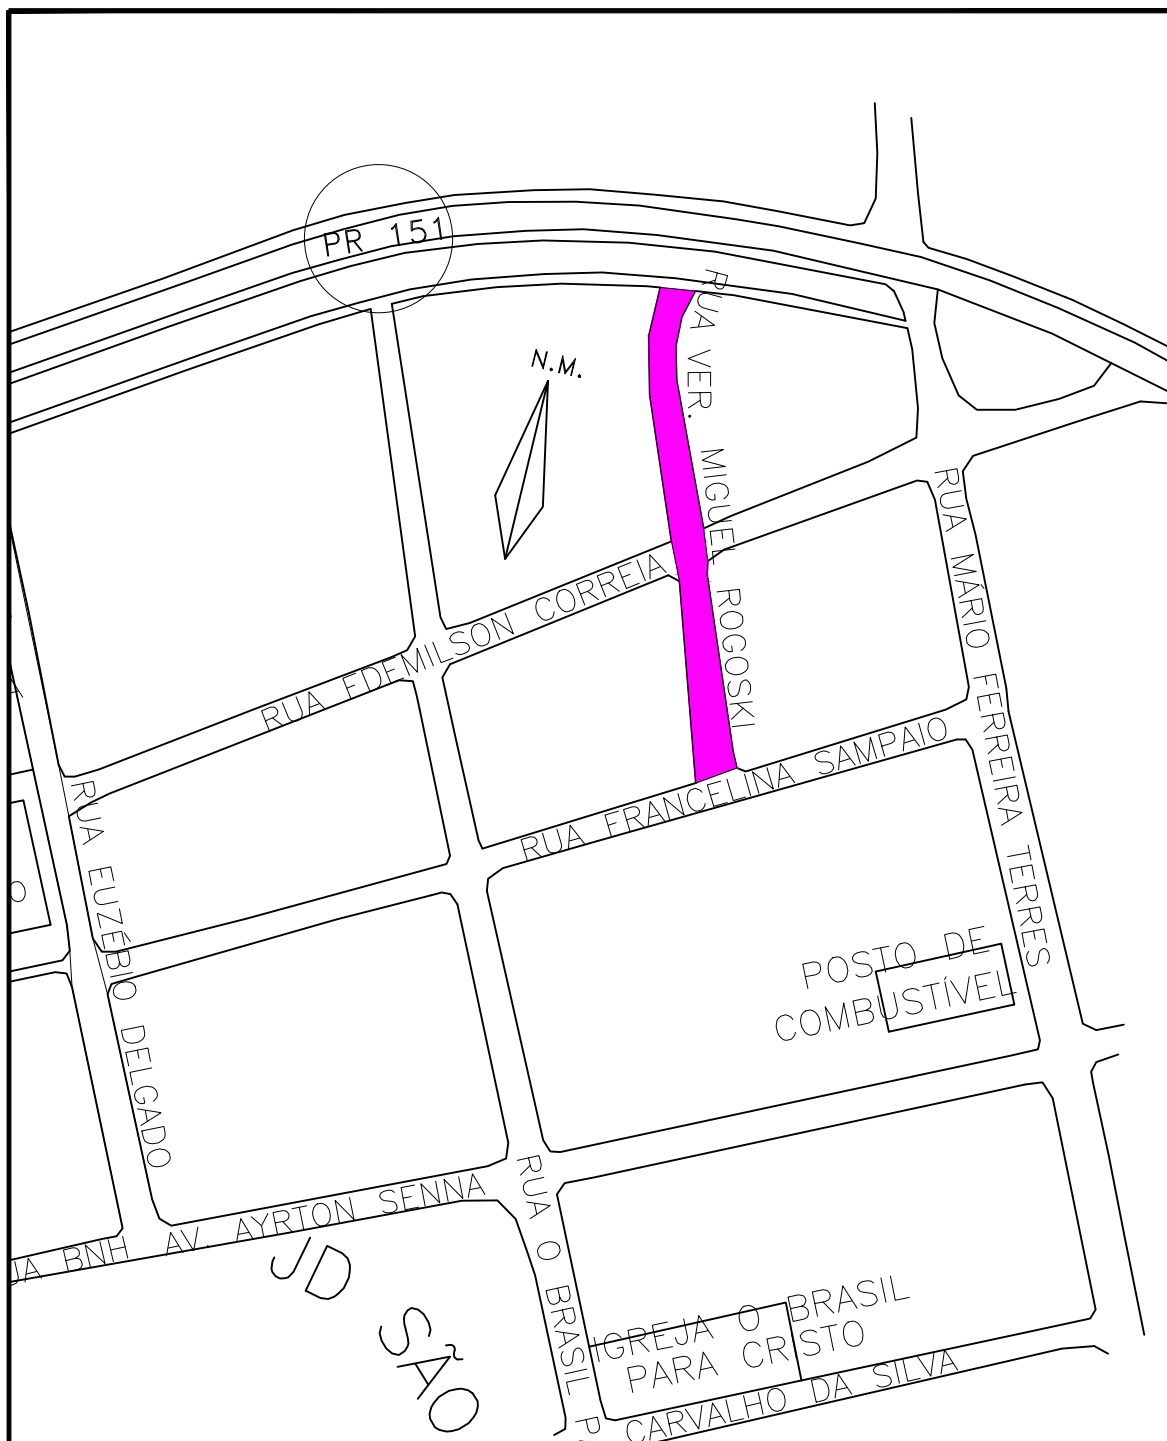 PR 151
N.M.
RUA VER. MIGUEL ROGOSKI
RUA EDEMILSON CORREIA
RUA MÁRIO FERREIRA TERRES
RUA FRANCELINA SAMPAIO
RUA EUZÉBIO DELGADO
POSTO DE
COMBUSTÍVEL
BNH AV. AYRTON SENNA
RUA O BRASIL
JD SÃO
IGREJA O BRASIL
PARA CRISTO
CARVALHO DA SILVA